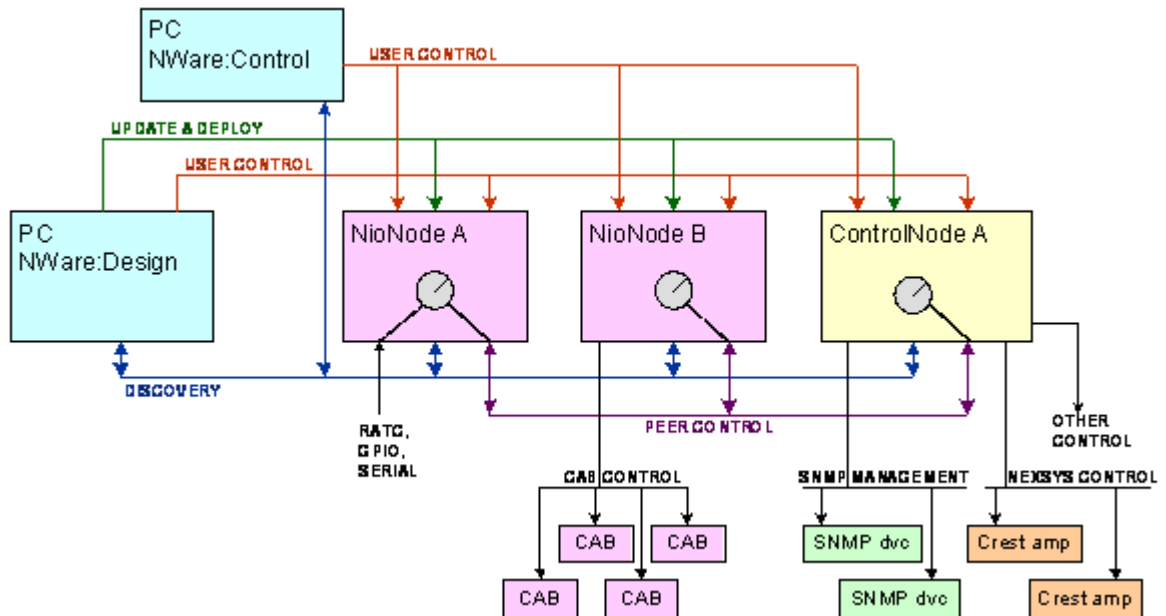 PC
NWare:Control
USER CONTROL
UPDATE & DEPLOY
USER CONTROL
PC
NWare:Design
NioNode A
NioNode B
ControlNode A
DISCOVERY
RATC,
GPIO,
SERIAL
PEER CONTROL
OTHER
CONTROL
CAB CONTROL
SNMP MANAGEMENT
NEXSYS CONTROL
CAB
CAB
SNMP dvc
Crest amp
CAB
CAB
SNMP dvc
Crest amp